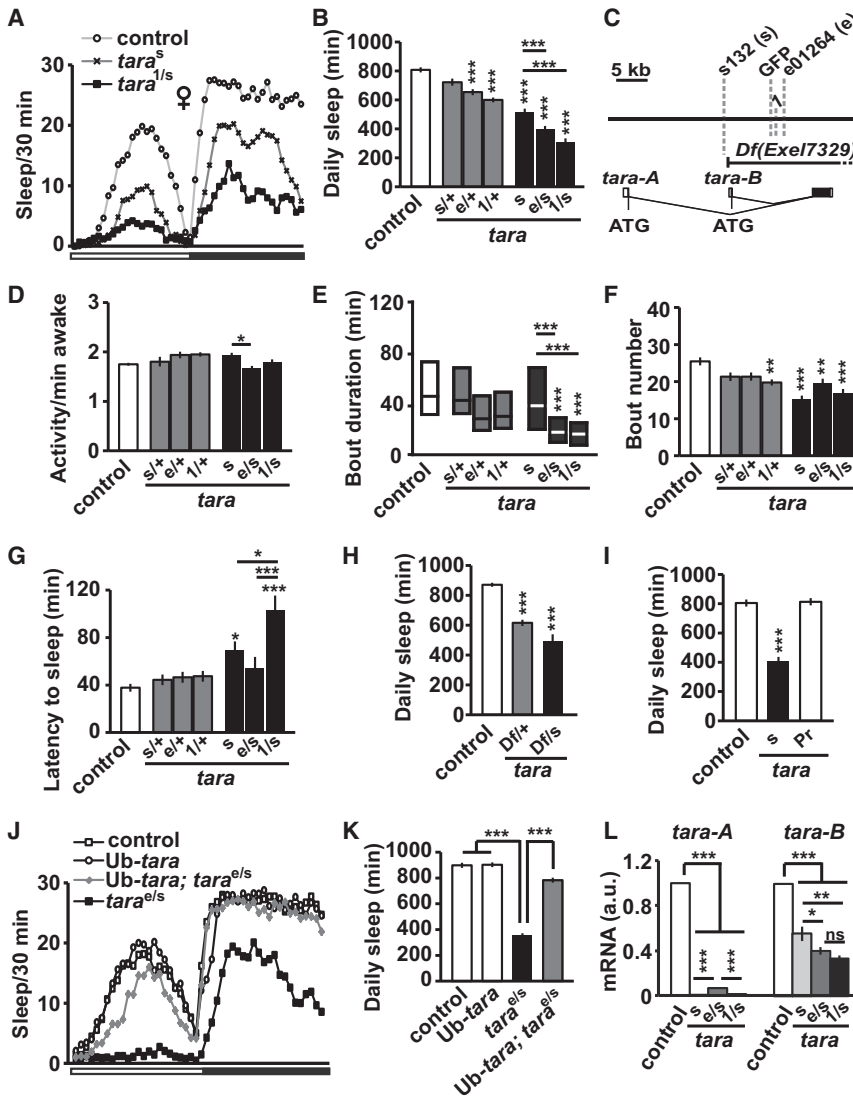 A
control
tara^s
tara^1/s
♀
Sleep/30 min
30
20
10
0
B
Daily sleep (min)
1000
800
600
400
200
0
***
***
***
***
***
***
***
control
s/+
e/+
1/+
s
e/s
1/s
tara
C
5 kb
s132 (s)
GFP
e01264 (e)
1
Df(Exel7329)
tara-A
tara-B
ATG
ATG
D
Activity/min awake
3
2
1
0
*
control
s/+
e/+
1/+
s
e/s
1/s
tara
E
Bout duration (min)
120
80
40
0
***
***
***
***
control
s/+
e/+
1/+
s
e/s
1/s
tara
F
Bout number
40
30
20
10
0
**
***
**
***
control
s/+
e/+
1/+
s
e/s
1/s
tara
G
Latency to sleep (min)
120
80
40
0
*
***
***
*
control
s/+
e/+
1/+
s
e/s
1/s
tara
H
Daily sleep (min)
1000
800
600
400
200
0
***
***
control
Df/+
Df/s
tara
I
Daily sleep (min)
1000
800
600
400
200
0
***
control
s
Pr
tara
J
control
Ub-tara
Ub-tara; tara^e/s
tara^e/s
Sleep/30 min
30
20
10
0
K
Daily sleep (min)
1000
800
600
400
200
0
***
***
control
Ub-tara
tara^e/s
Ub-tara; tara^e/s
L
tara-A
tara-B
mRNA (a.u.)
1.2
0.8
0.4
0
***
***
***
***
**
*
ns
control
s
e/s
1/s
tara
control
s
e/s
1/s
tara